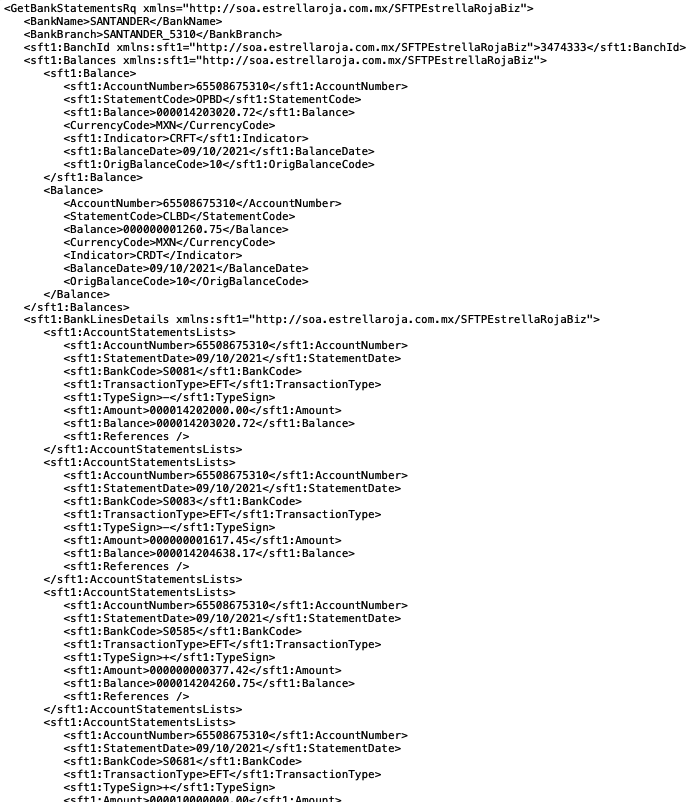 <GetBankStatementsRq xmlns="http://soa.estrellaroja.com.mx/SFTPEstrellaRojaBiz">
<BankName>SANTANDER</BankName>
<BankBranch>SANTANDER_5310</BankBranch>
<sft1:BanchId xmlns:sft1="http://soa.estrellaroja.com.mx/SFTPEstrellaRojaBiz">3474333</sft1:BanchId>
<sft1:Balances xmlns:sft1="http://soa.estrellaroja.com.mx/SFTPEstrellaRojaBiz">
<sft1:Balance>
<sft1:AccountNumber>65508675310</sft1:AccountNumber>
<sft1:StatementCode>OPBD</sft1:StatementCode>
<sft1:Balance>000014203020.72</sft1:Balance>
<CurrencyCode>MXN</CurrencyCode>
<sft1:Indicator>CRFT</sft1:Indicator>
<sft1:BalanceDate>09/10/2021</sft1:BalanceDate>
<sft1:OrigBalanceCode>10</sft1:OrigBalanceCode>
</sft1:Balance>
<Balance>
<AccountNumber>65508675310</AccountNumber>
<StatementCode>CLBD</StatementCode>
<Balance>000000001260.75</Balance>
<CurrencyCode>MXN</CurrencyCode>
<Indicator>CRDT</Indicator>
<BalanceDate>09/10/2021</BalanceDate>
<OrigBalanceCode>10</OrigBalanceCode>
</Balance>
</sft1:Balances>
<sft1:BankLinesDetails xmlns:sft1="http://soa.estrellaroja.com.mx/SFTPEstrellaRojaBiz">
<sft1:AccountStatementsLists>
<sft1:AccountNumber>65508675310</sft1:AccountNumber>
<sft1:StatementDate>09/10/2021</sft1:StatementDate>
<sft1:BankCode>S0081</sft1:BankCode>
<sft1:TransactionType>EFT</sft1:TransactionType>
<sft1:TypeSign>-</sft1:TypeSign>
<sft1:Amount>000014202000.00</sft1:Amount>
<sft1:Balance>000014203020.72</sft1:Balance>
<sft1:References />
</sft1:AccountStatementsLists>
<sft1:AccountStatementsLists>
<sft1:AccountNumber>65508675310</sft1:AccountNumber>
<sft1:StatementDate>09/10/2021</sft1:StatementDate>
<sft1:BankCode>S0083</sft1:BankCode>
<sft1:TransactionType>EFT</sft1:TransactionType>
<sft1:TypeSign>-</sft1:TypeSign>
<sft1:Amount>000000001617.45</sft1:Amount>
<sft1:Balance>000014204638.17</sft1:Balance>
<sft1:References />
</sft1:AccountStatementsLists>
<sft1:AccountStatementsLists>
<sft1:AccountNumber>65508675310</sft1:AccountNumber>
<sft1:StatementDate>09/10/2021</sft1:StatementDate>
<sft1:BankCode>S0585</sft1:BankCode>
<sft1:TransactionType>EFT</sft1:TransactionType>
<sft1:TypeSign>+</sft1:TypeSign>
<sft1:Amount>000000000377.42</sft1:Amount>
<sft1:Balance>000014204260.75</sft1:Balance>
<sft1:References />
</sft1:AccountStatementsLists>
<sft1:AccountStatementsLists>
<sft1:AccountNumber>65508675310</sft1:AccountNumber>
<sft1:StatementDate>09/10/2021</sft1:StatementDate>
<sft1:BankCode>S0681</sft1:BankCode>
<sft1:TransactionType>EFT</sft1:TransactionType>
<sft1:TypeSign>+</sft1:TypeSign>
<sft1:Amount>000010000000.00</sft1:Amount>